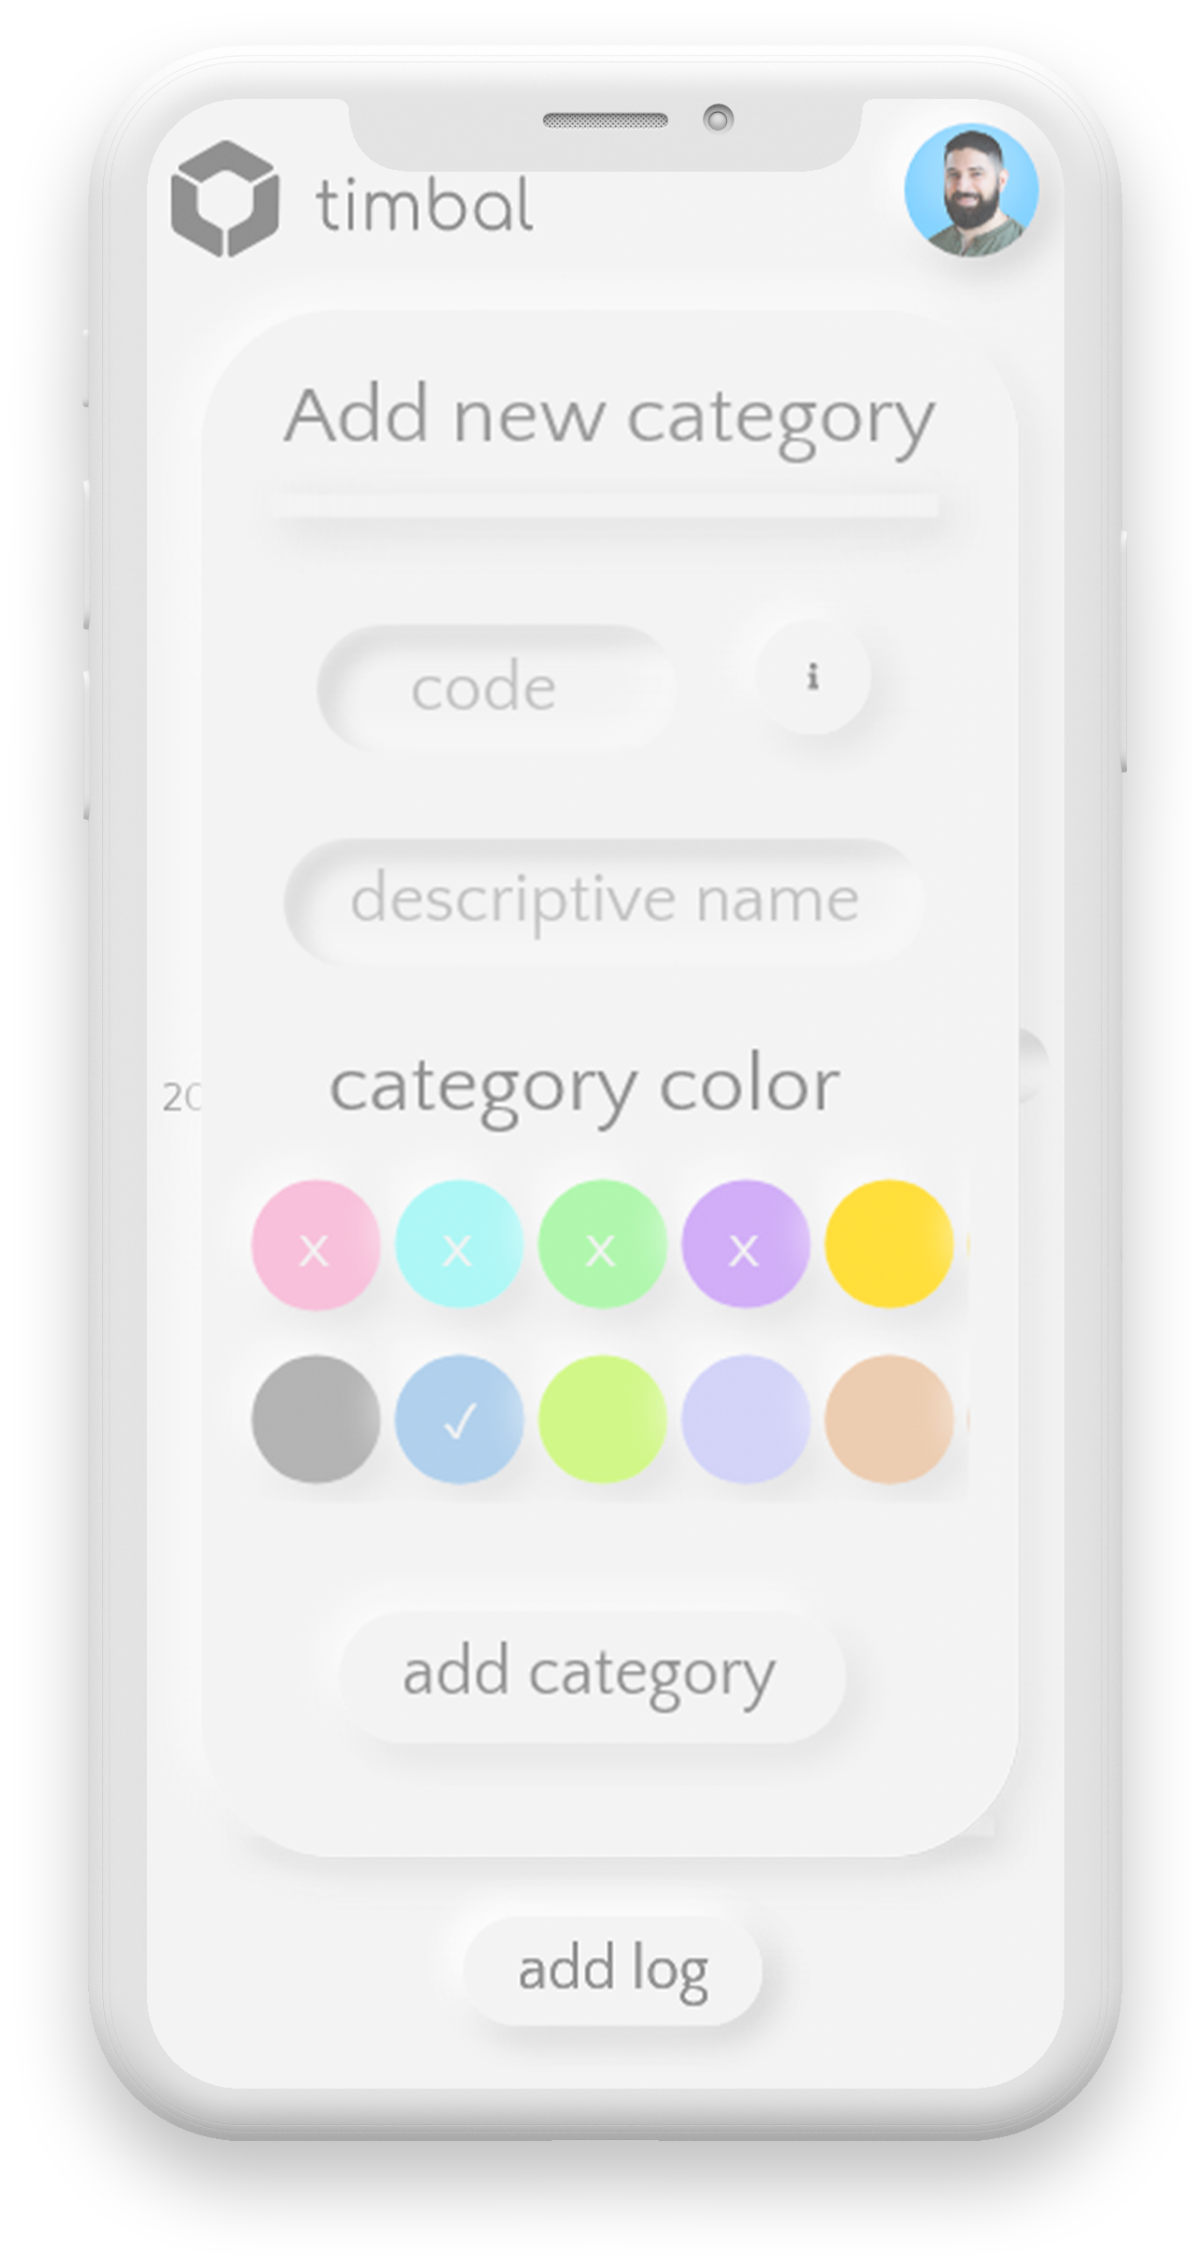 timbal
Add new category
code i
descriptive name
category color
20
x x x x
✓
add category
add log